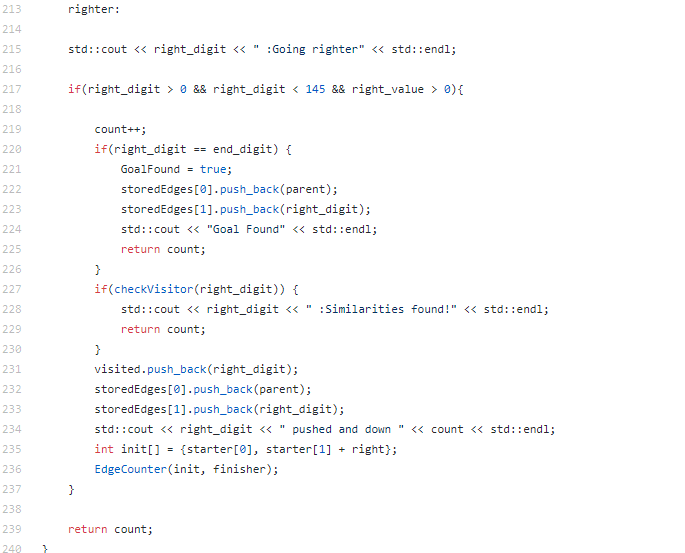 213 righter:
214
215 std::cout << right_digit << " :Going righter" << std::endl;
216
217 if(right_digit > 0 && right_digit < 145 && right_value > 0){
218
219 count++;
220 if(right_digit == end_digit) {
221 GoalFound = true;
222 storedEdges[0].push_back(parent);
223 storedEdges[1].push_back(right_digit);
224 std::cout << "Goal Found" << std::endl;
225 return count;
226 }
227 if(checkVisitor(right_digit)) {
228 std::cout << right_digit << " :Similarities found!" << std::endl;
229 return count;
230 }
231 visited.push_back(right_digit);
232 storedEdges[0].push_back(parent);
233 storedEdges[1].push_back(right_digit);
234 std::cout << right_digit << " pushed and down " << count << std::endl;
235 int init[] = {starter[0], starter[1] + right};
236 EdgeCounter(init, finisher);
237 }
238
239 return count;
240 }